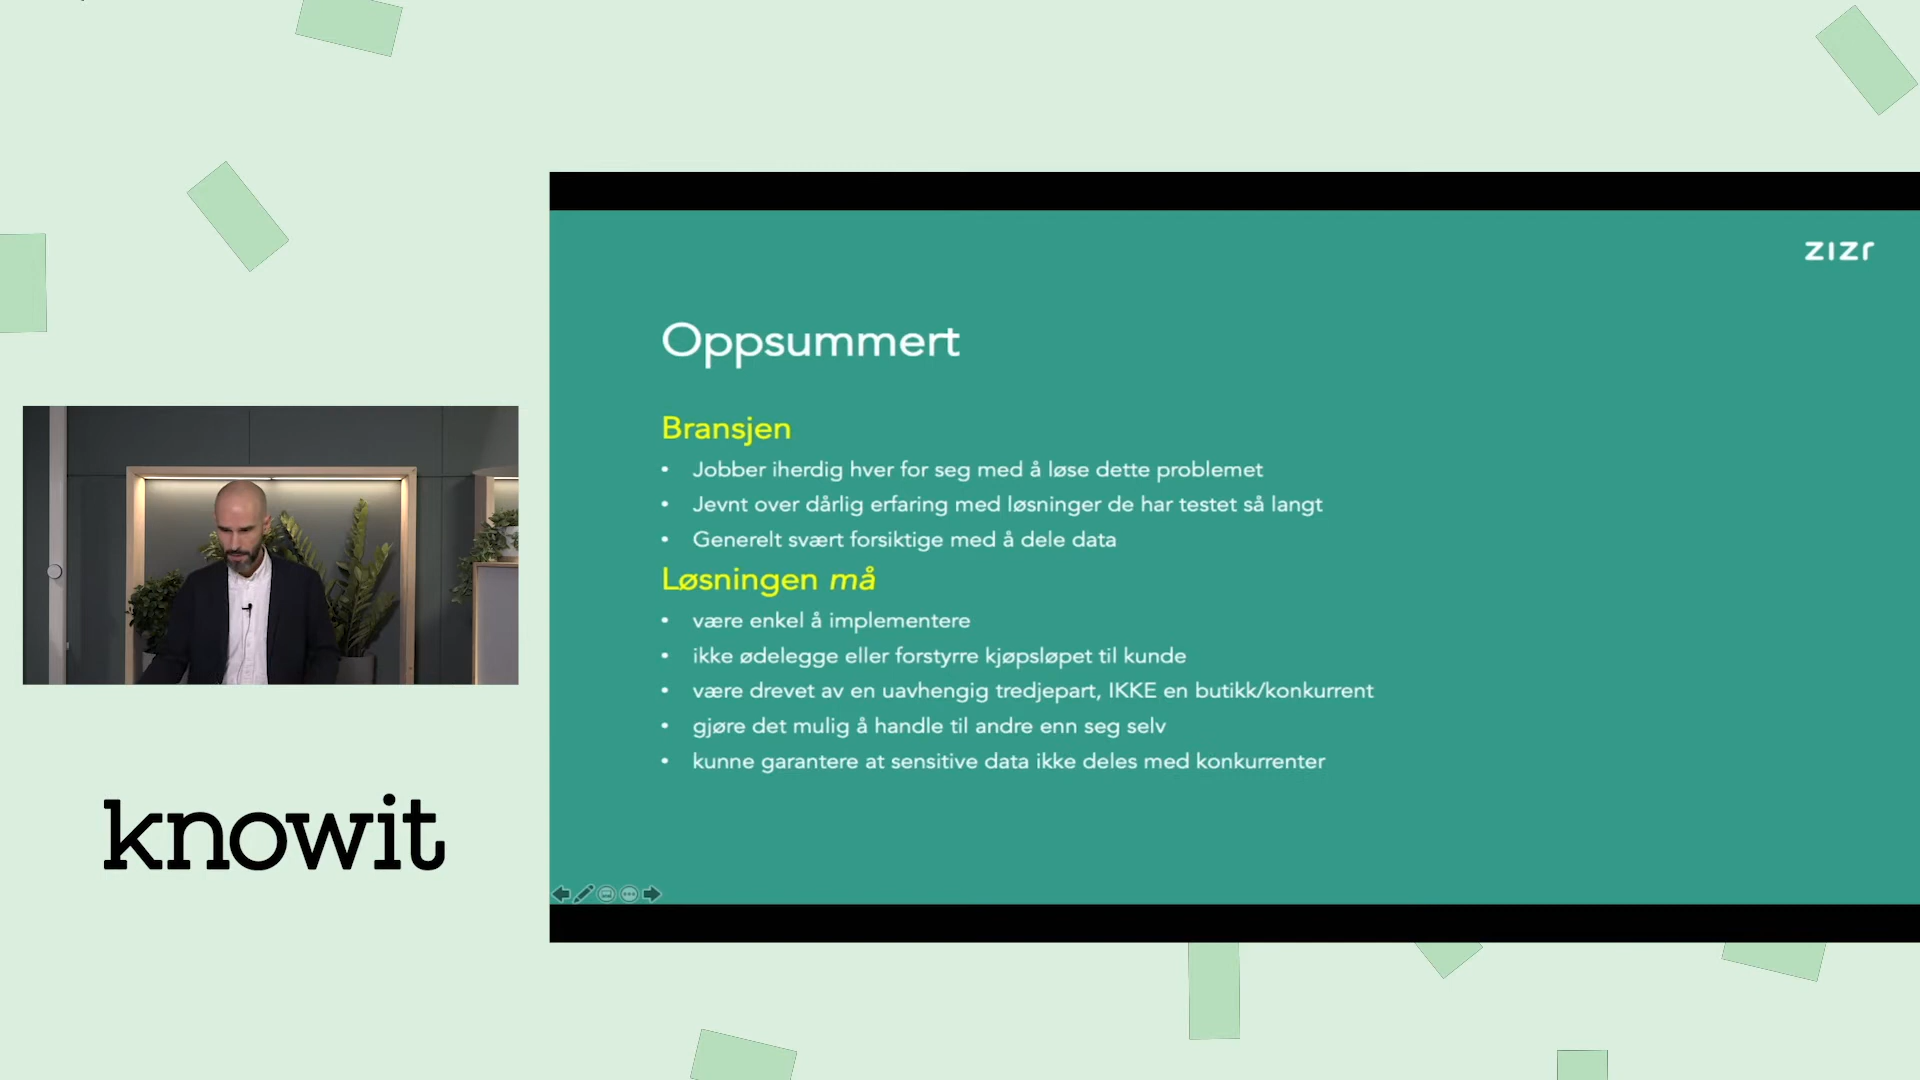 zızr
Oppsummert
Bransjen
• Jobber iherdig hver for seg med å løse dette problemet
• Jevnt over dårlig erfaring med løsninger de har testet så langt
• Generelt svært forsiktige med å dele data
Løsningen må
• være enkel å implementere
• ikke ødelegge eller forstyrre kjøpsløpet til kunde
• være drevet av en uavhengig tredjepart, IKKE en butikk/konkurrent
• gjøre det mulig å handle til andre enn seg selv
• kunne garantere at sensitive data ikke deles med konkurrenter
knowit